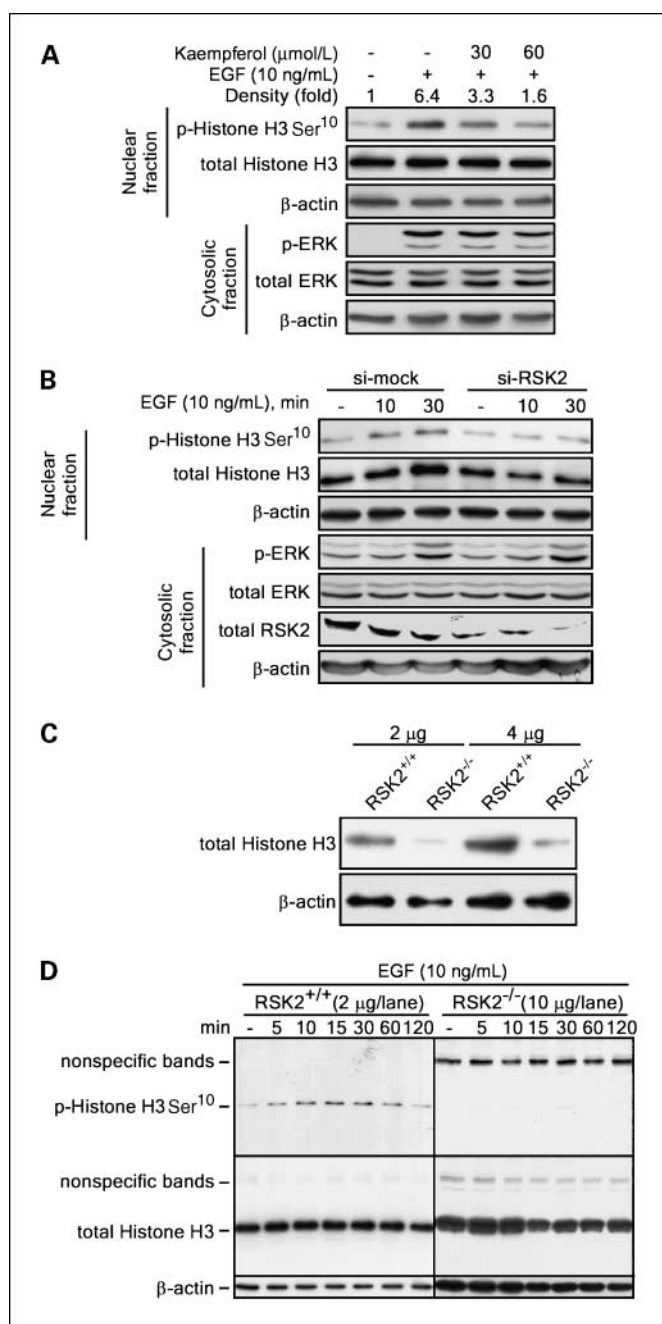 A
Kaempferol (μmol/L) - - 30 60
EGF (10 ng/mL) - + + +
Density (fold) 1 6.4 3.3 1.6
Nuclear fraction
p-Histone H3 Ser10
total Histone H3
β-actin
Cytosolic fraction
p-ERK
total ERK
β-actin
B
si-mock si-RSK2
EGF (10 ng/mL), min - 10 30 - 10 30
Nuclear fraction
p-Histone H3 Ser10
total Histone H3
β-actin
Cytosolic fraction
p-ERK
total ERK
total RSK2
β-actin
C
2 μg 4 μg
RSK2+/+ RSK2-/- RSK2+/+ RSK2-/-
total Histone H3
β-actin
D
EGF (10 ng/mL)
RSK2+/+ (2 μg/lane) RSK2-/- (10 μg/lane)
min - 5 10 15 30 60 120 - 5 10 15 30 60 120
nonspecific bands
p-Histone H3 Ser10
nonspecific bands
total Histone H3
β-actin